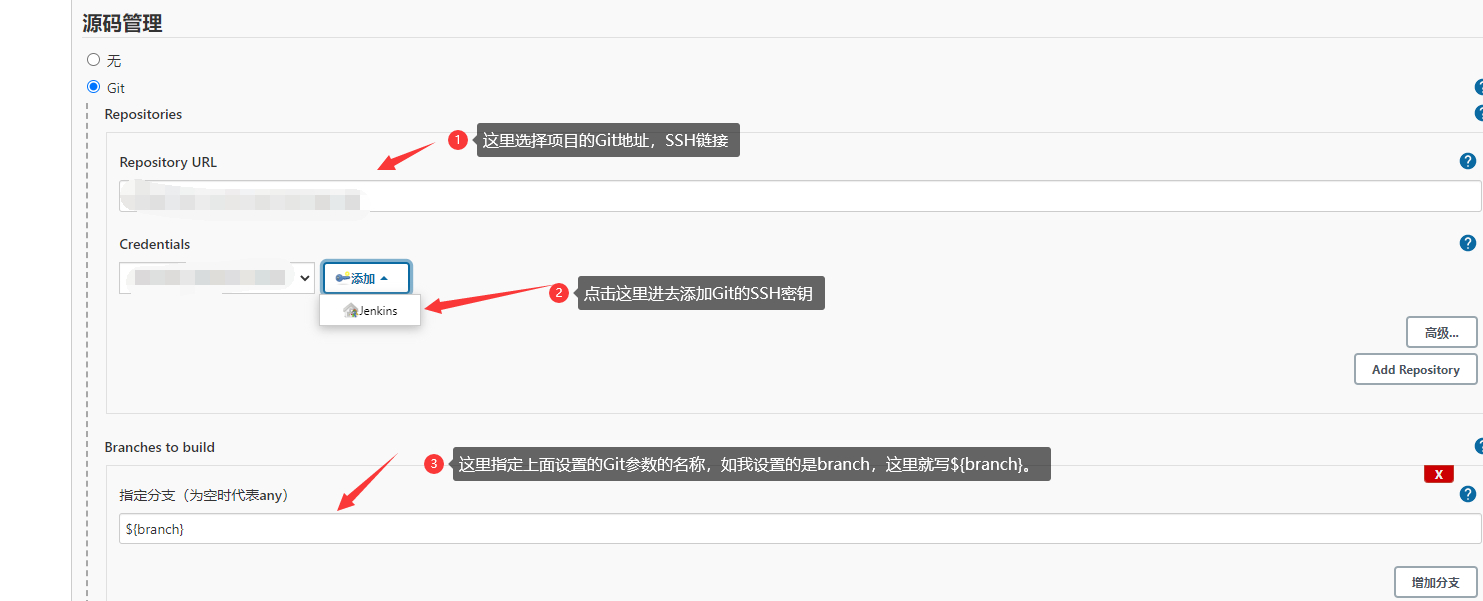 源码管理
无
Git
Repositories
1 这里选择项目的Git地址，SSH链接
Repository URL
Credentials
添加
2 点击这里进去添加Git的SSH密钥
Jenkins
高级...
Add Repository
Branches to build
3 这里指定上面设置的Git参数的名称，如我设置的是branch，这里就写${branch}。
X
指定分支（为空时代表any）
${branch}
增加分支